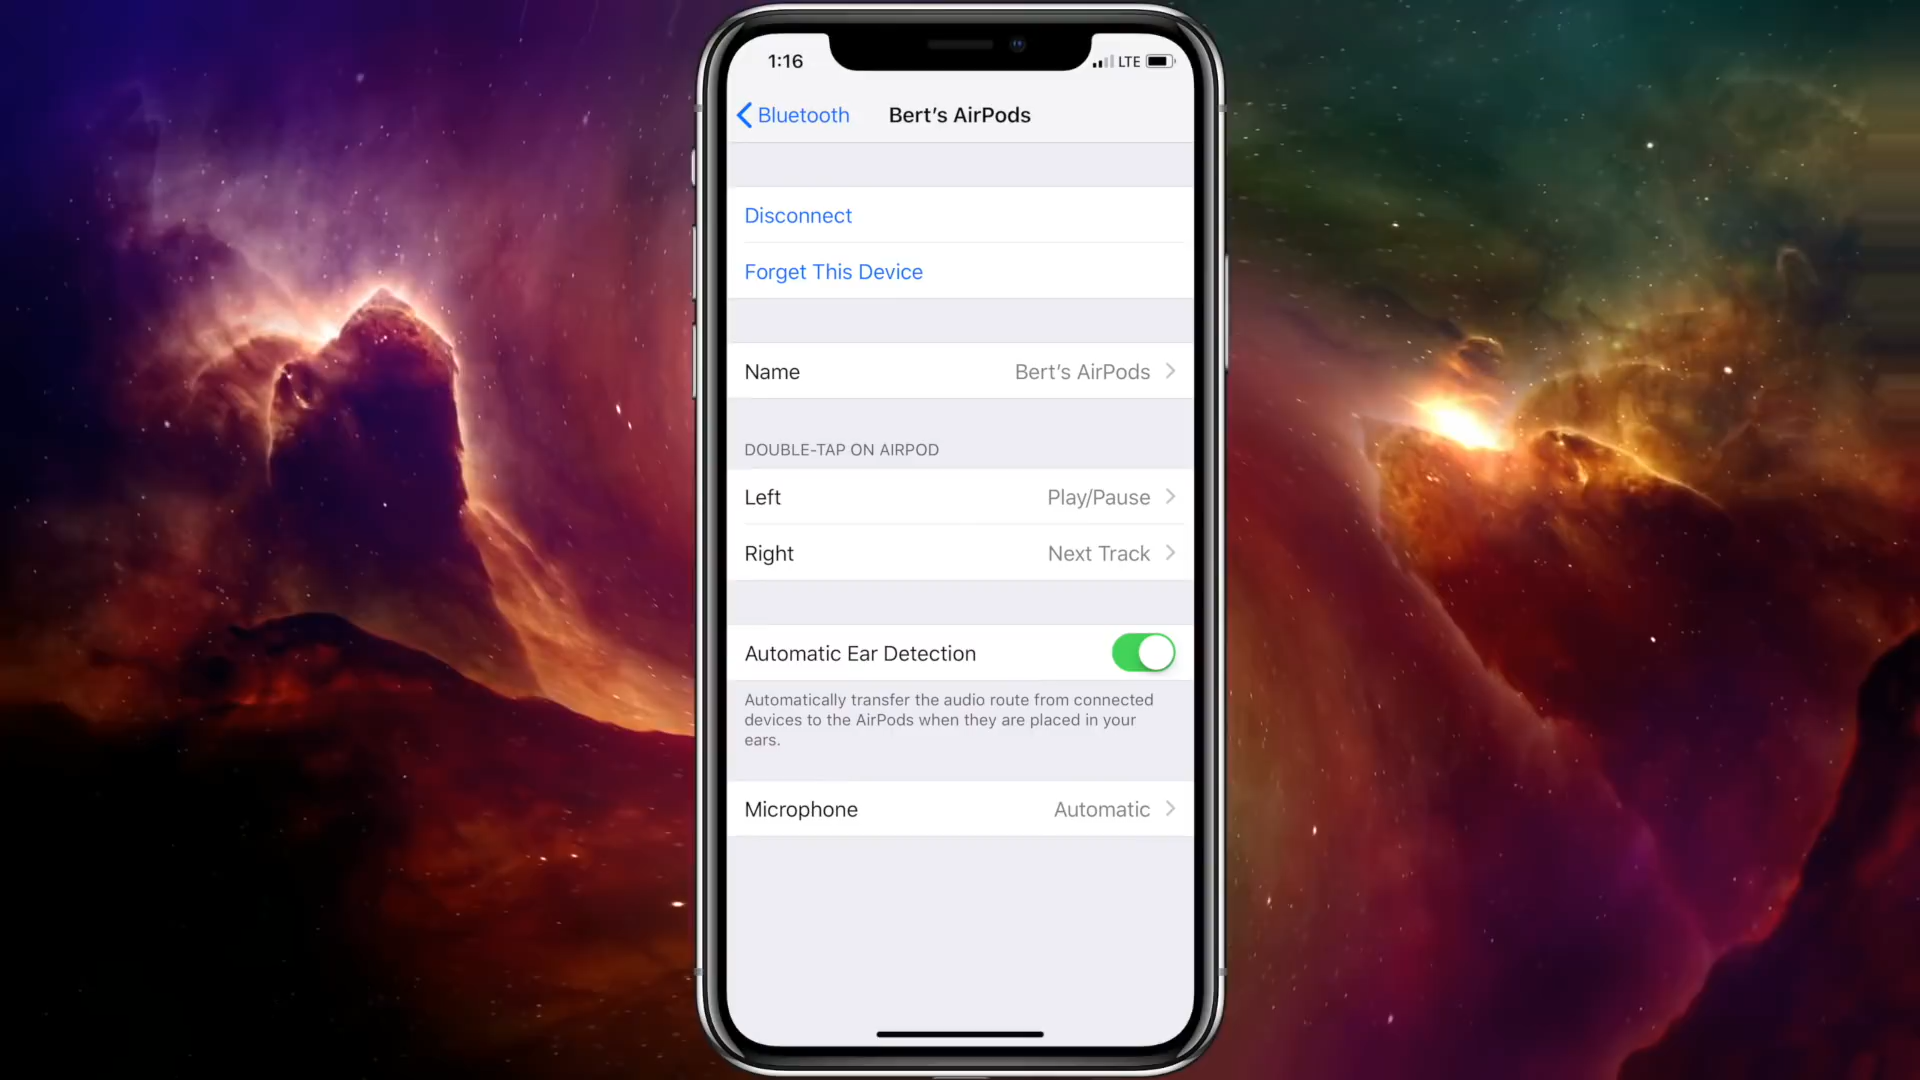 1:16
LTE
Bluetooth
Bert’s AirPods
Disconnect
Forget This Device
Name
Bert’s AirPods
DOUBLE-TAP ON AIRPOD
Left
Play/Pause
Right
Next Track
Automatic Ear Detection
Automatically transfer the audio route from connected
devices to the AirPods when they are placed in your
ears.
Microphone
Automatic